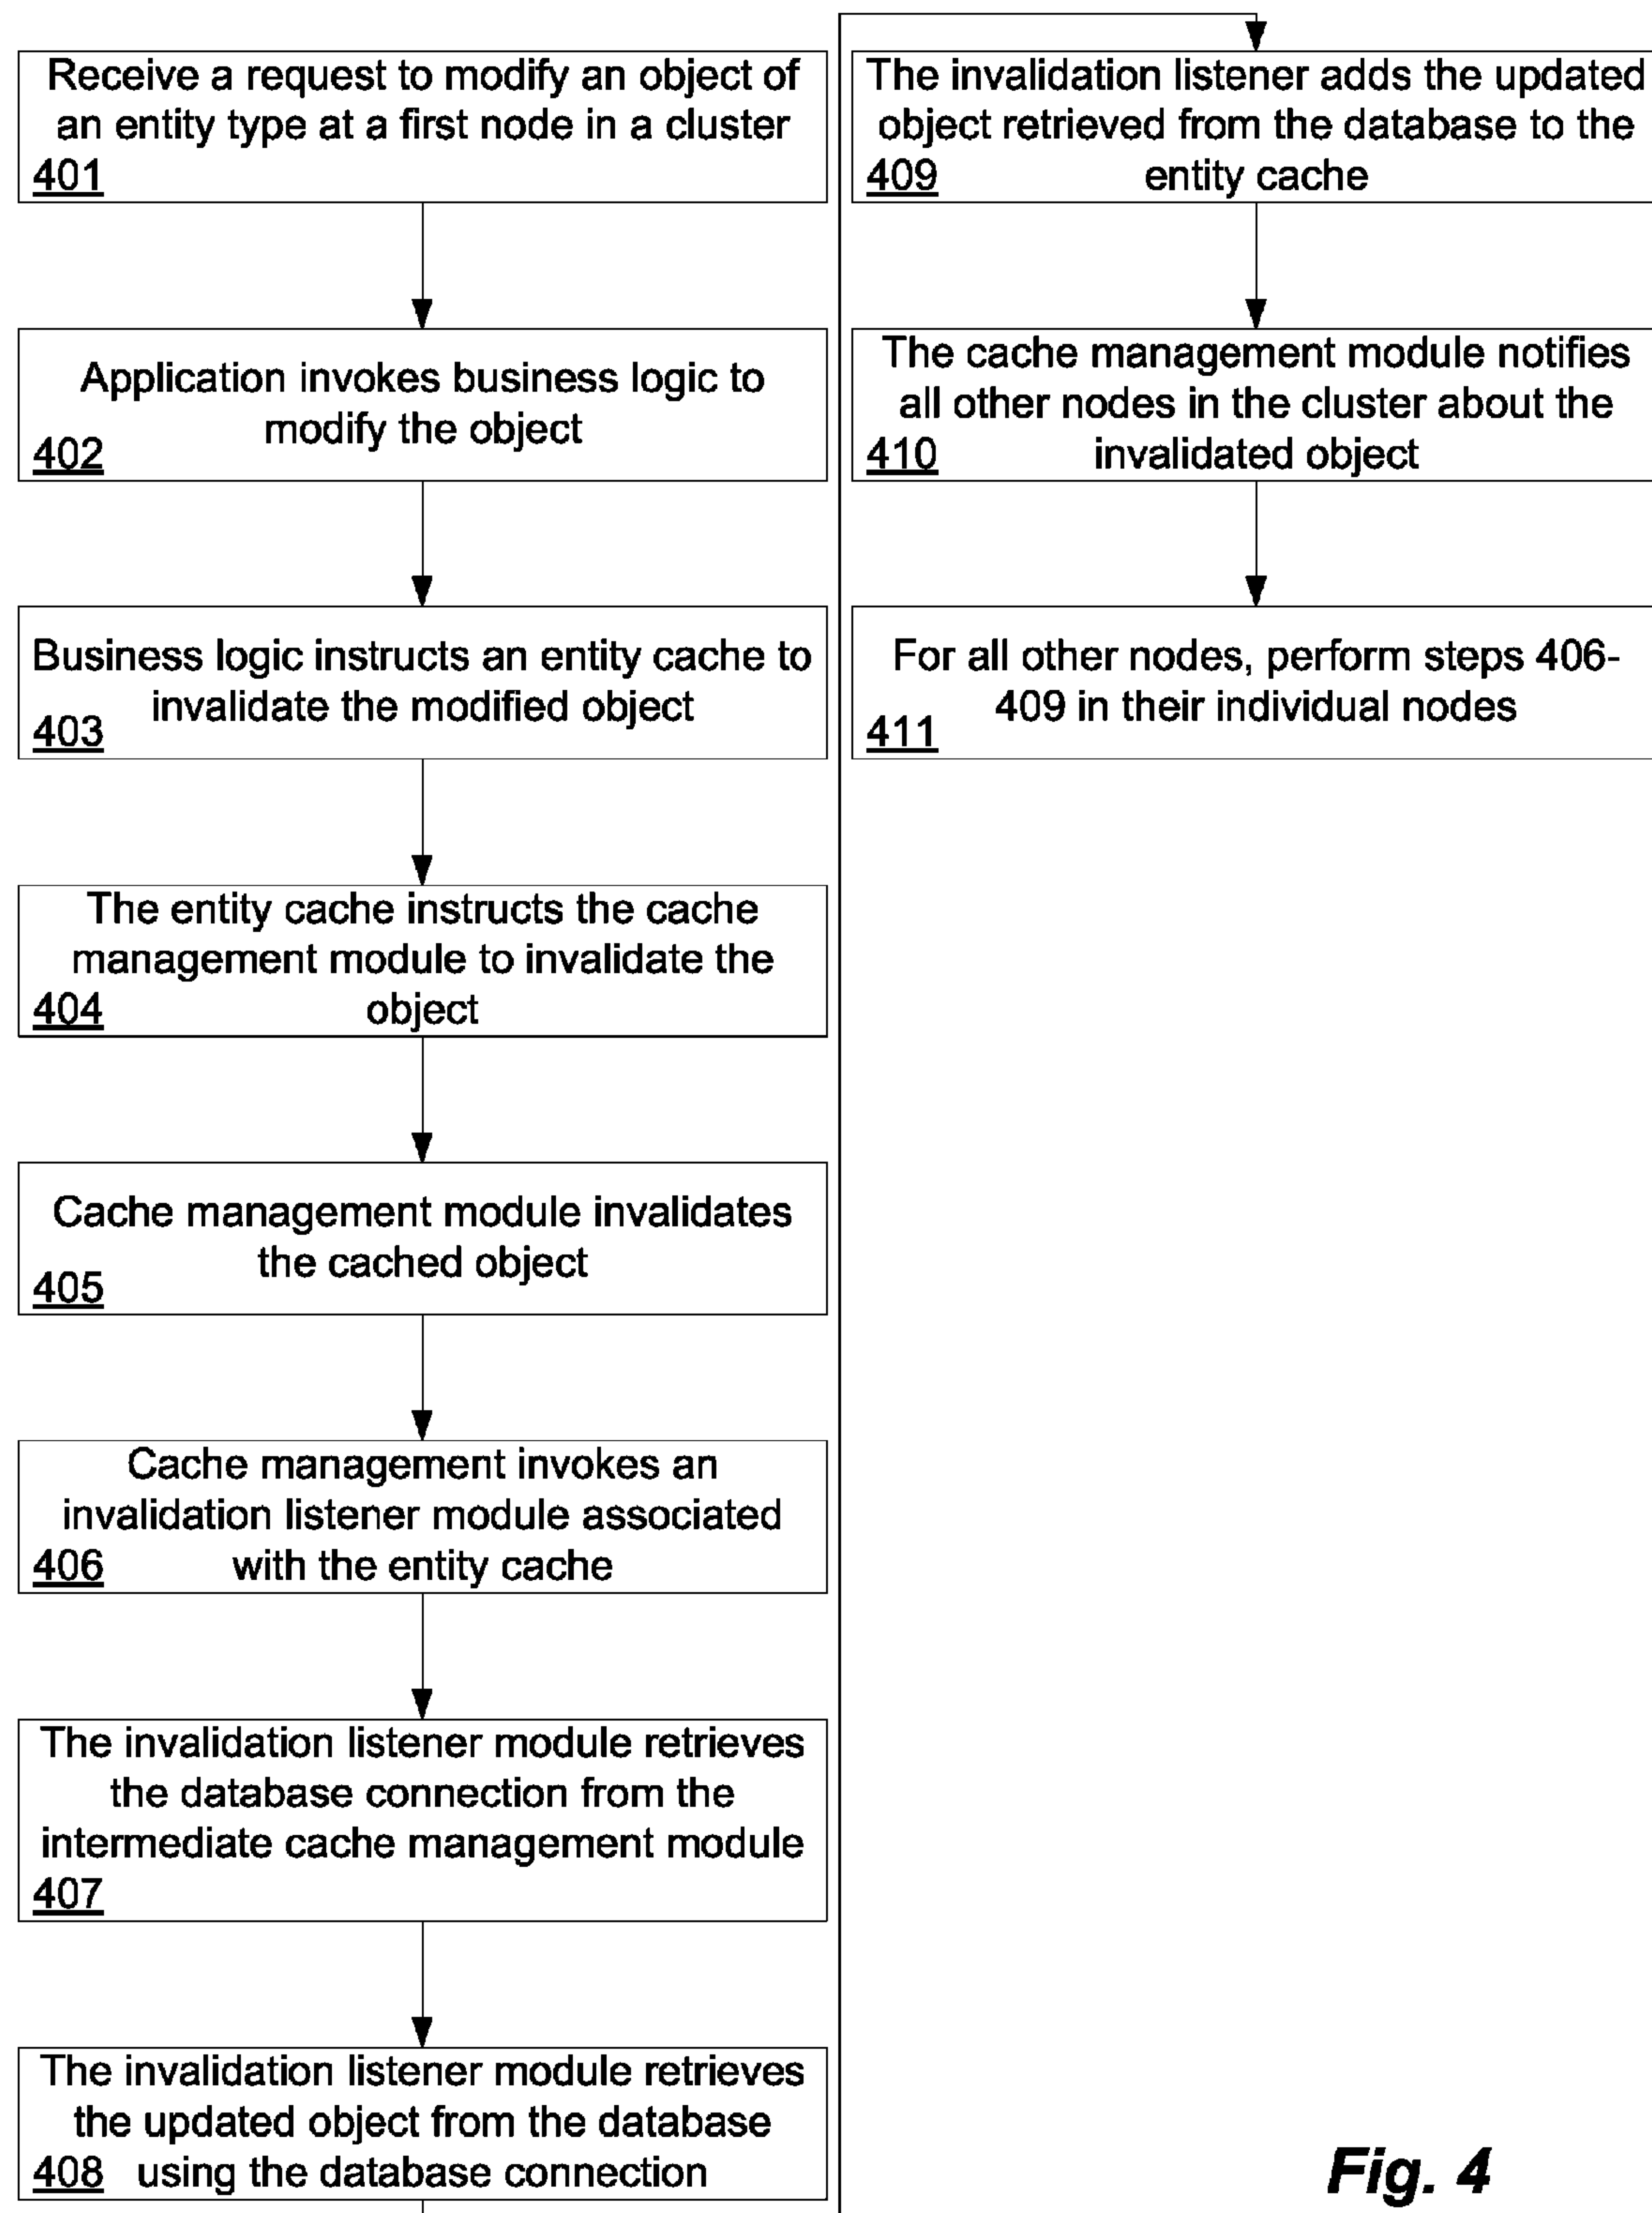 Receive a request to modify an object of
an entity type at a first node in a cluster
401
Application invokes business logic to
modify the object
402
Business logic instructs an entity cache to
invalidate the modified object
403
The entity cache instructs the cache
management module to invalidate the
404 object
Cache management module invalidates
the cached object
405
Cache management invokes an
invalidation listener module associated
406 with the entity cache
The invalidation listener module retrieves
the database connection from the
intermediate cache management module
407
The invalidation listener module retrieves
the updated object from the database
408 using the database connection
The invalidation listener adds the updated
object retrieved from the database to the
409 entity cache
The cache management module notifies
all other nodes in the cluster about the
410 invalidated object
For all other nodes, perform steps 406-
409 in their individual nodes
411
Fig. 4